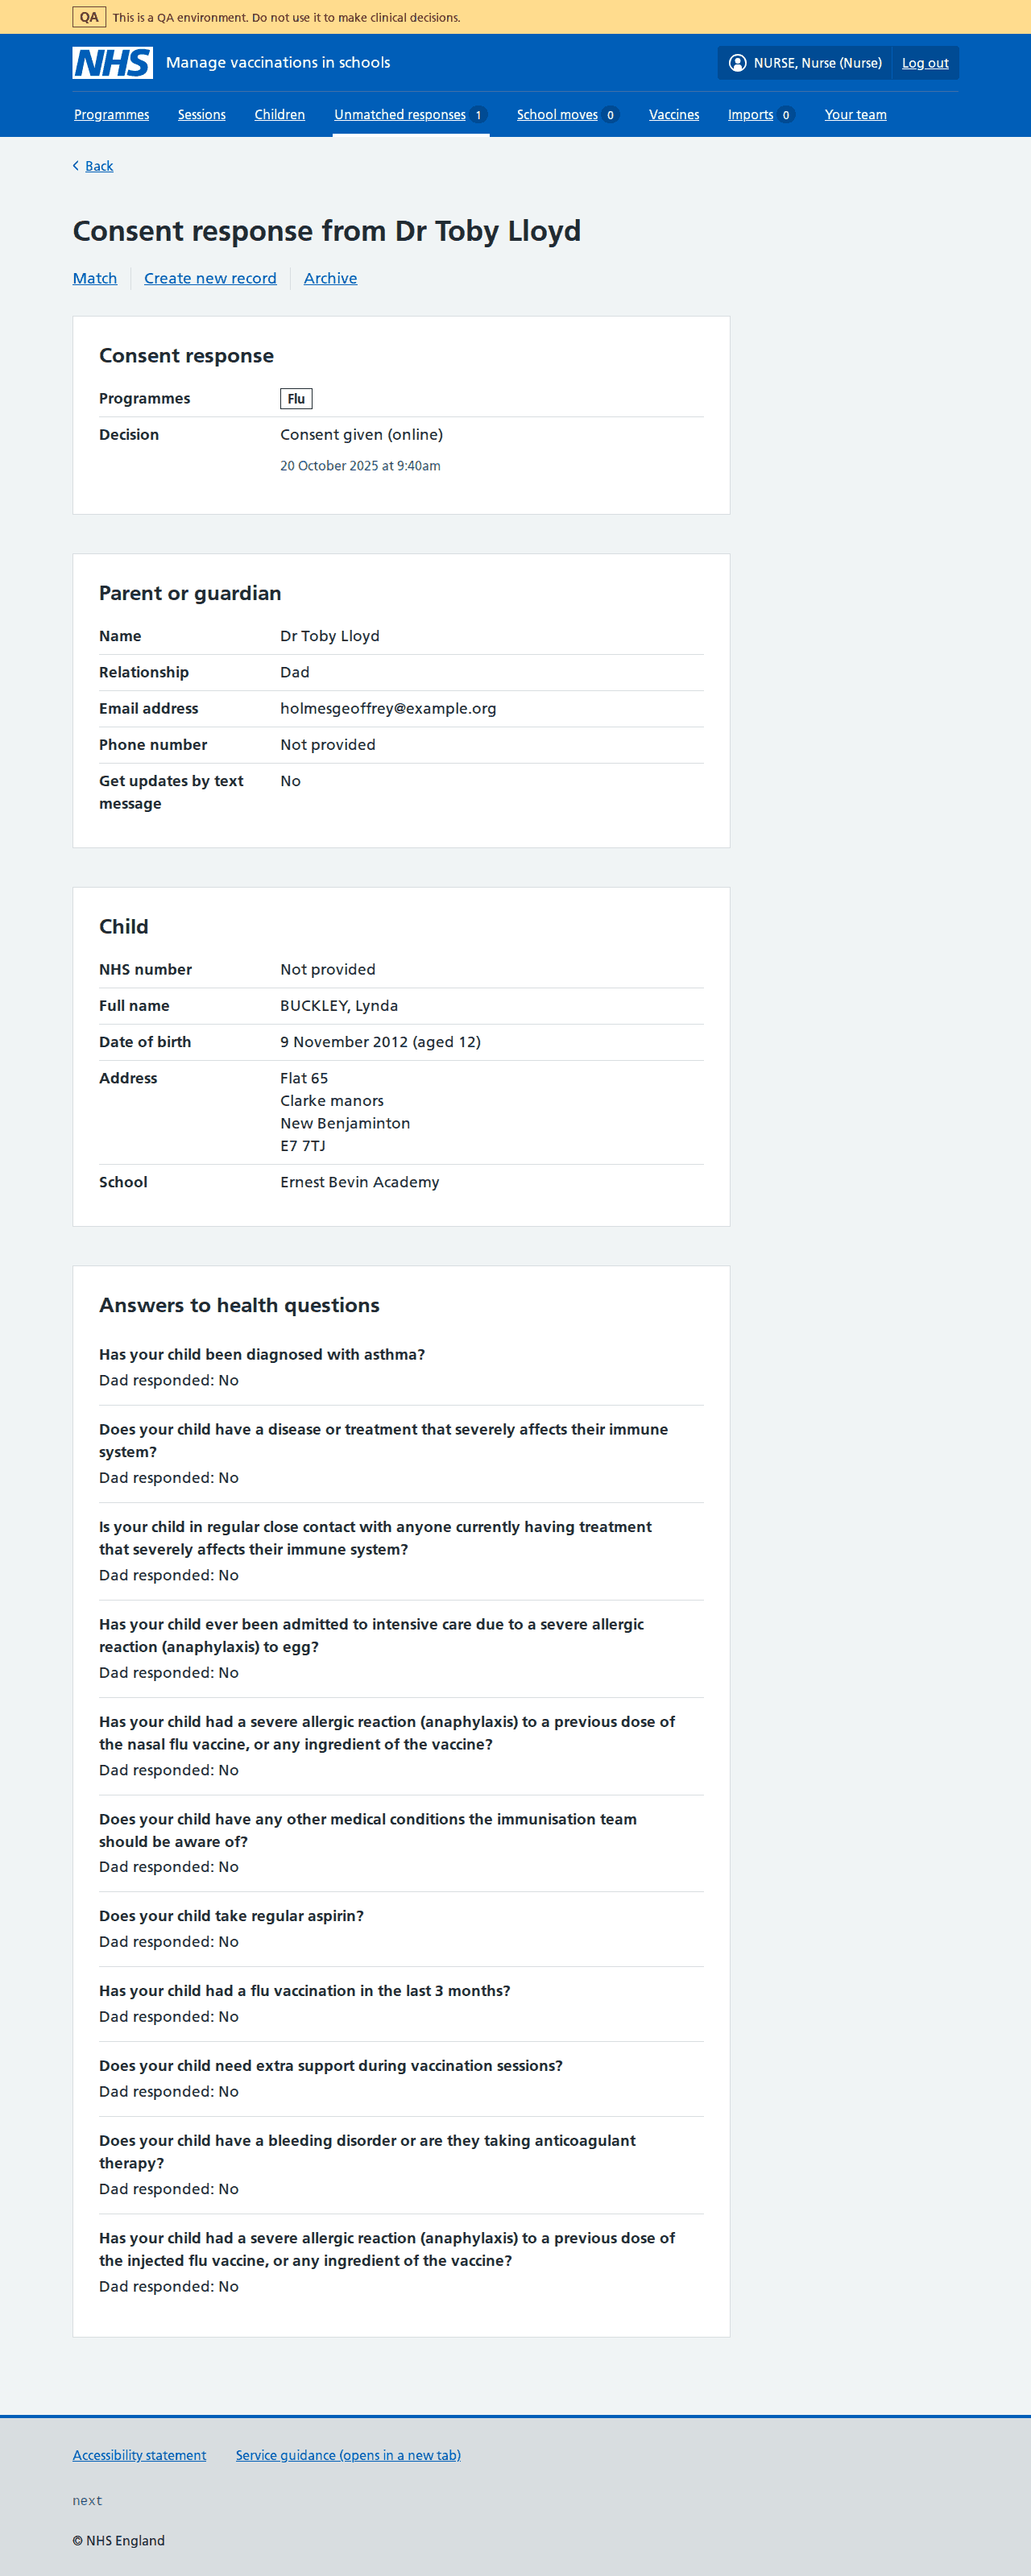 QA This is a QA environment. Do not use it to make clinical decisions.
NHS Manage vaccinations in schools NURSE, Nurse (Nurse) Log out
Programmes Sessions Children Unmatched responses 1 School moves 0 Vaccines Imports 0 Your team
Back
Consent response from Dr Toby Lloyd
Match Create new record Archive
Consent response
Programmes Flu
Decision Consent given (online)
20 October 2025 at 9:40am
Parent or guardian
Name Dr Toby Lloyd
Relationship Dad
Email address holmesgeoffrey@example.org
Phone number Not provided
Get updates by text No
message
Child
NHS number Not provided
Full name BUCKLEY, Lynda
Date of birth 9 November 2012 (aged 12)
Address Flat 65
Clarke manors
New Benjaminton
E7 7TJ
School Ernest Bevin Academy
Answers to health questions
Has your child been diagnosed with asthma?
Dad responded: No
Does your child have a disease or treatment that severely affects their immune
system?
Dad responded: No
Is your child in regular close contact with anyone currently having treatment
that severely affects their immune system?
Dad responded: No
Has your child ever been admitted to intensive care due to a severe allergic
reaction (anaphylaxis) to egg?
Dad responded: No
Has your child had a severe allergic reaction (anaphylaxis) to a previous dose of
the nasal flu vaccine, or any ingredient of the vaccine?
Dad responded: No
Does your child have any other medical conditions the immunisation team
should be aware of?
Dad responded: No
Does your child take regular aspirin?
Dad responded: No
Has your child had a flu vaccination in the last 3 months?
Dad responded: No
Does your child need extra support during vaccination sessions?
Dad responded: No
Does your child have a bleeding disorder or are they taking anticoagulant
therapy?
Dad responded: No
Has your child had a severe allergic reaction (anaphylaxis) to a previous dose of
the injected flu vaccine, or any ingredient of the vaccine?
Dad responded: No
Accessibility statement Service guidance (opens in a new tab)
next
© NHS England